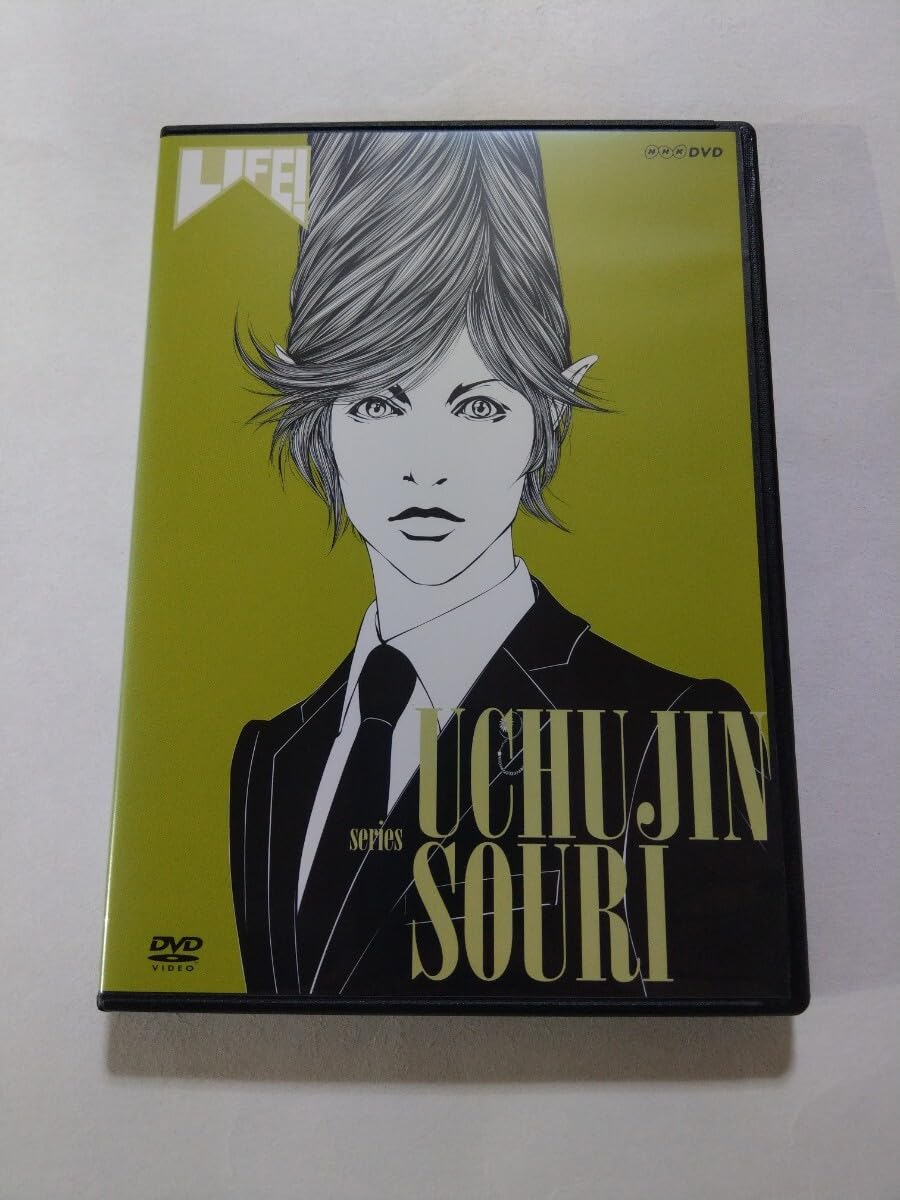 LIFE!
NHK DVD
series
UCHUJIN
SOURI
DVD
VIDEO